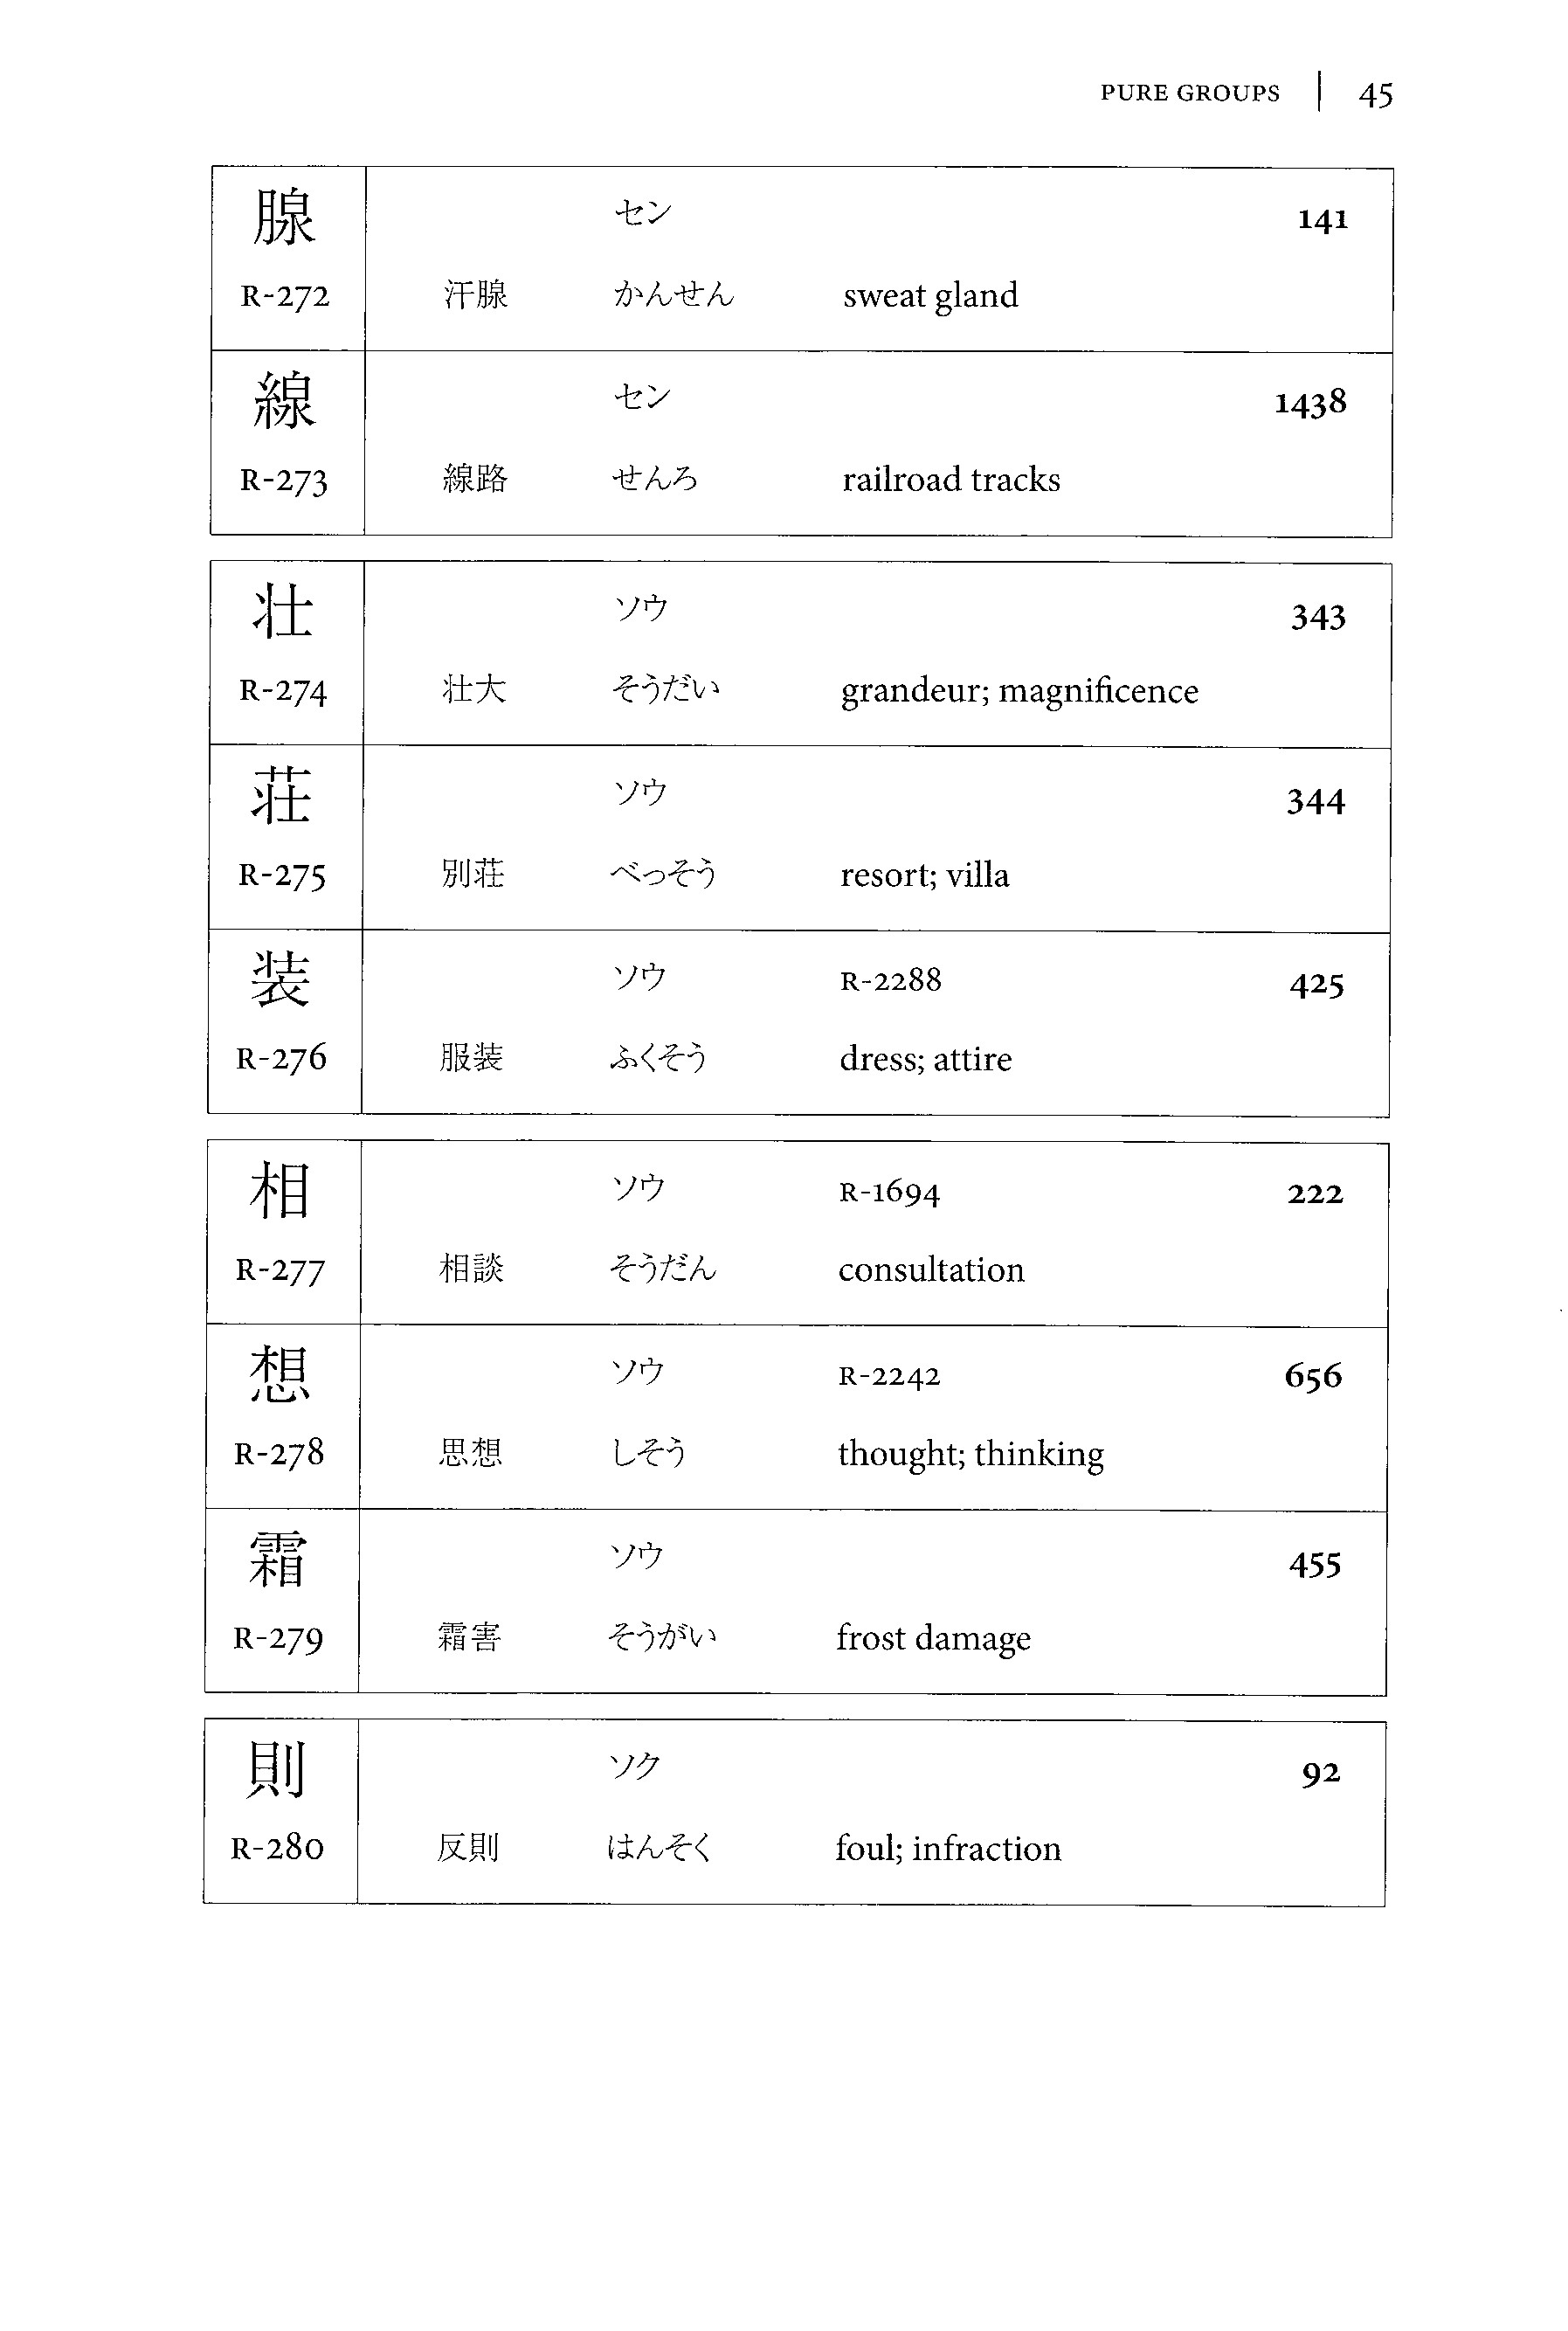 PURE GROUPS | 45
腺 セン 141
R-272 汗腺 かんせん sweat gland
線 セン 1438
R-273 線路 せんろ railroad tracks
壮 ソウ 343
R-274 壮大 そうだい grandeur; magnificence
荘 ソウ 344
R-275 別荘 べっそう resort; villa
装 ソウ R-2288 425
R-276 服装 ふくそう dress; attire
相 ソウ R-1694 222
R-277 相談 そうだん consultation
想 ソウ R-2242 656
R-278 思想 しそう thought; thinking
霜 ソウ 455
R-279 霜害 そうがい frost damage
則 ソク 92
R-280 反則 はんそく foul; infraction